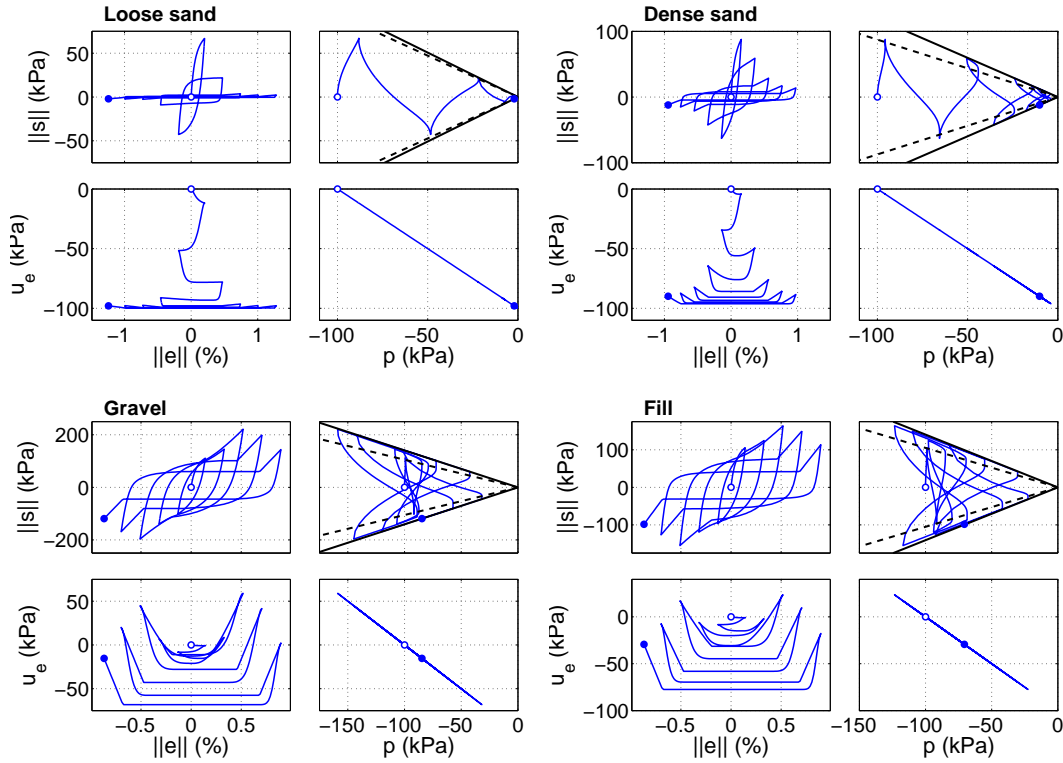 Loose sand
50
0
−50
||s|| (kPa)
Dense sand
100
0
−100
||s|| (kPa)
0
−50
−100
u_e (kPa)
−1 0 1
||e|| (%)
−100 −50 0
p (kPa)
0
−50
−100
u_e (kPa)
−1 0 1
||e|| (%)
−100 −50 0
p (kPa)
Gravel
200
0
−200
||s|| (kPa)
Fill
100
0
−100
||s|| (kPa)
50
0
−50
u_e (kPa)
−0.5 0 0.5
||e|| (%)
−150 −100 −50 0
p (kPa)
0
−50
−100
u_e (kPa)
−0.5 0 0.5
||e|| (%)
−150 −100 −50 0
p (kPa)